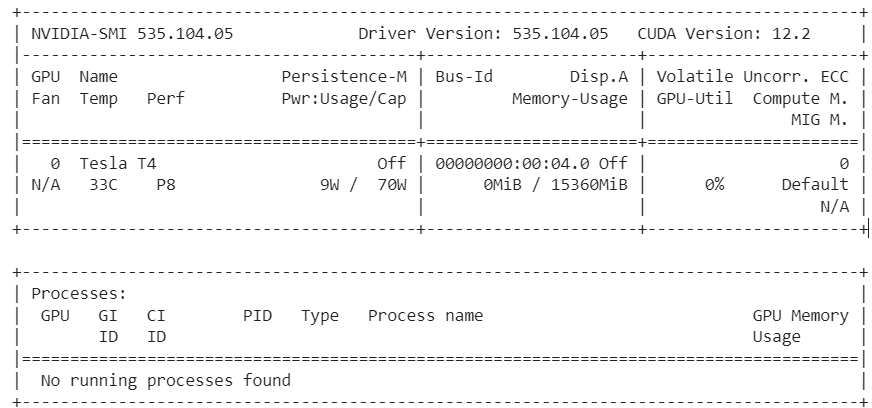 +---------------------------------------------------------------------------------------+
| NVIDIA-SMI 535.104.05             Driver Version: 535.104.05   CUDA Version: 12.2     |
|-----------------------------------------+----------------------+----------------------+
| GPU  Name                 Persistence-M | Bus-Id        Disp.A | Volatile Uncorr. ECC |
| Fan  Temp   Perf          Pwr:Usage/Cap |         Memory-Usage | GPU-Util  Compute M. |
|                                         |                      |               MIG M. |
|=========================================+======================+======================|
|   0  Tesla T4                       Off | 00000000:00:04.0 Off |                    0 |
| N/A   33C    P8               9W /  70W |      0MiB / 15360MiB |      0%      Default |
|                                         |                      |                  N/A |
+-----------------------------------------+----------------------+----------------------+

+---------------------------------------------------------------------------------------+
| Processes:                                                                            |
|  GPU   GI   CI        PID   Type   Process name                            GPU Memory |
|        ID   ID                                                             Usage      |
|=======================================================================================|
|  No running processes found                                                           |
+---------------------------------------------------------------------------------------+